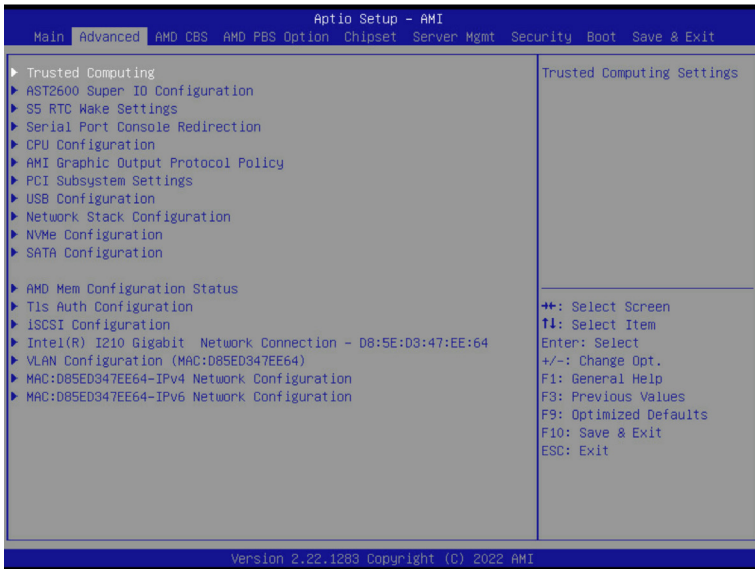 Aptio Setup – AMI
Main Advanced AMD CBS AMD PBS Option Chipset Server Mgmt Security Boot Save & Exit
Trusted Computing
AST2600 Super IO Configuration
S5 RTC Wake Settings
Serial Port Console Redirection
CPU Configuration
AMI Graphic Output Protocol Policy
PCI Subsystem Settings
USB Configuration
Network Stack Configuration
NVMe Configuration
SATA Configuration
AMD Mem Configuration Status
Tls Auth Configuration
iSCSI Configuration
Intel(R) I210 Gigabit  Network Connection – D8:5E:D3:47:EE:64
VLAN Configuration (MAC:D85ED347EE64)
MAC:D85ED347EE64–IPv4 Network Configuration
MAC:D85ED347EE64–IPv6 Network Configuration
Trusted Computing Settings
→←: Select Screen
↑↓: Select Item
Enter: Select
+/–: Change Opt.
F1: General Help
F3: Previous Values
F9: Optimized Defaults
F10: Save & Exit
ESC: Exit
Version 2.22.1283 Copyright (C) 2022 AMI